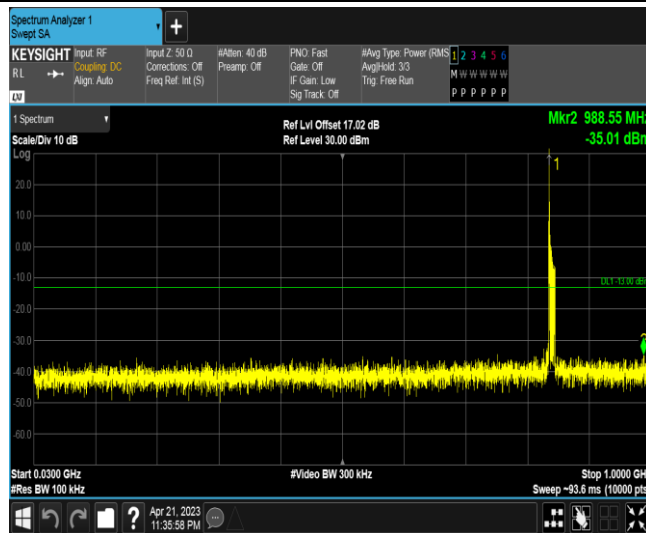 Spectrum Analyzer 1
Swept SA
KEYSIGHT Input: RF Input Z: 50 Ω #Atten: 40 dB PNO: Fast #Avg Type: Power (RMS 1 2 3 4 5 6
RL Coupling: DC Corrections: Off Preamp: Off Gate: Off Avg|Hold: 3/3 M W W W W W
Align: Auto Freq Ref: Int (S) IF Gain: Low Trig: Free Run
LXI Sig Track: Off P P P P P P
1 Spectrum Ref Lvl Offset 17.02 dB Mkr2 988.55 MHz
Scale/Div 10 dB Ref Level 30.00 dBm -35.01 dBm
Log
1
20.0
10.0
0.00
-10.0
DL1 -13.00 dBm
-20.0
-30.0
2
-40.0
-50.0
-60.0
Start 0.0300 GHz #Video BW 300 kHz Stop 1.0000 GH
#Res BW 100 kHz Sweep ~93.6 ms (10000 pts
? Apr 21, 2023
11:35:58 PM